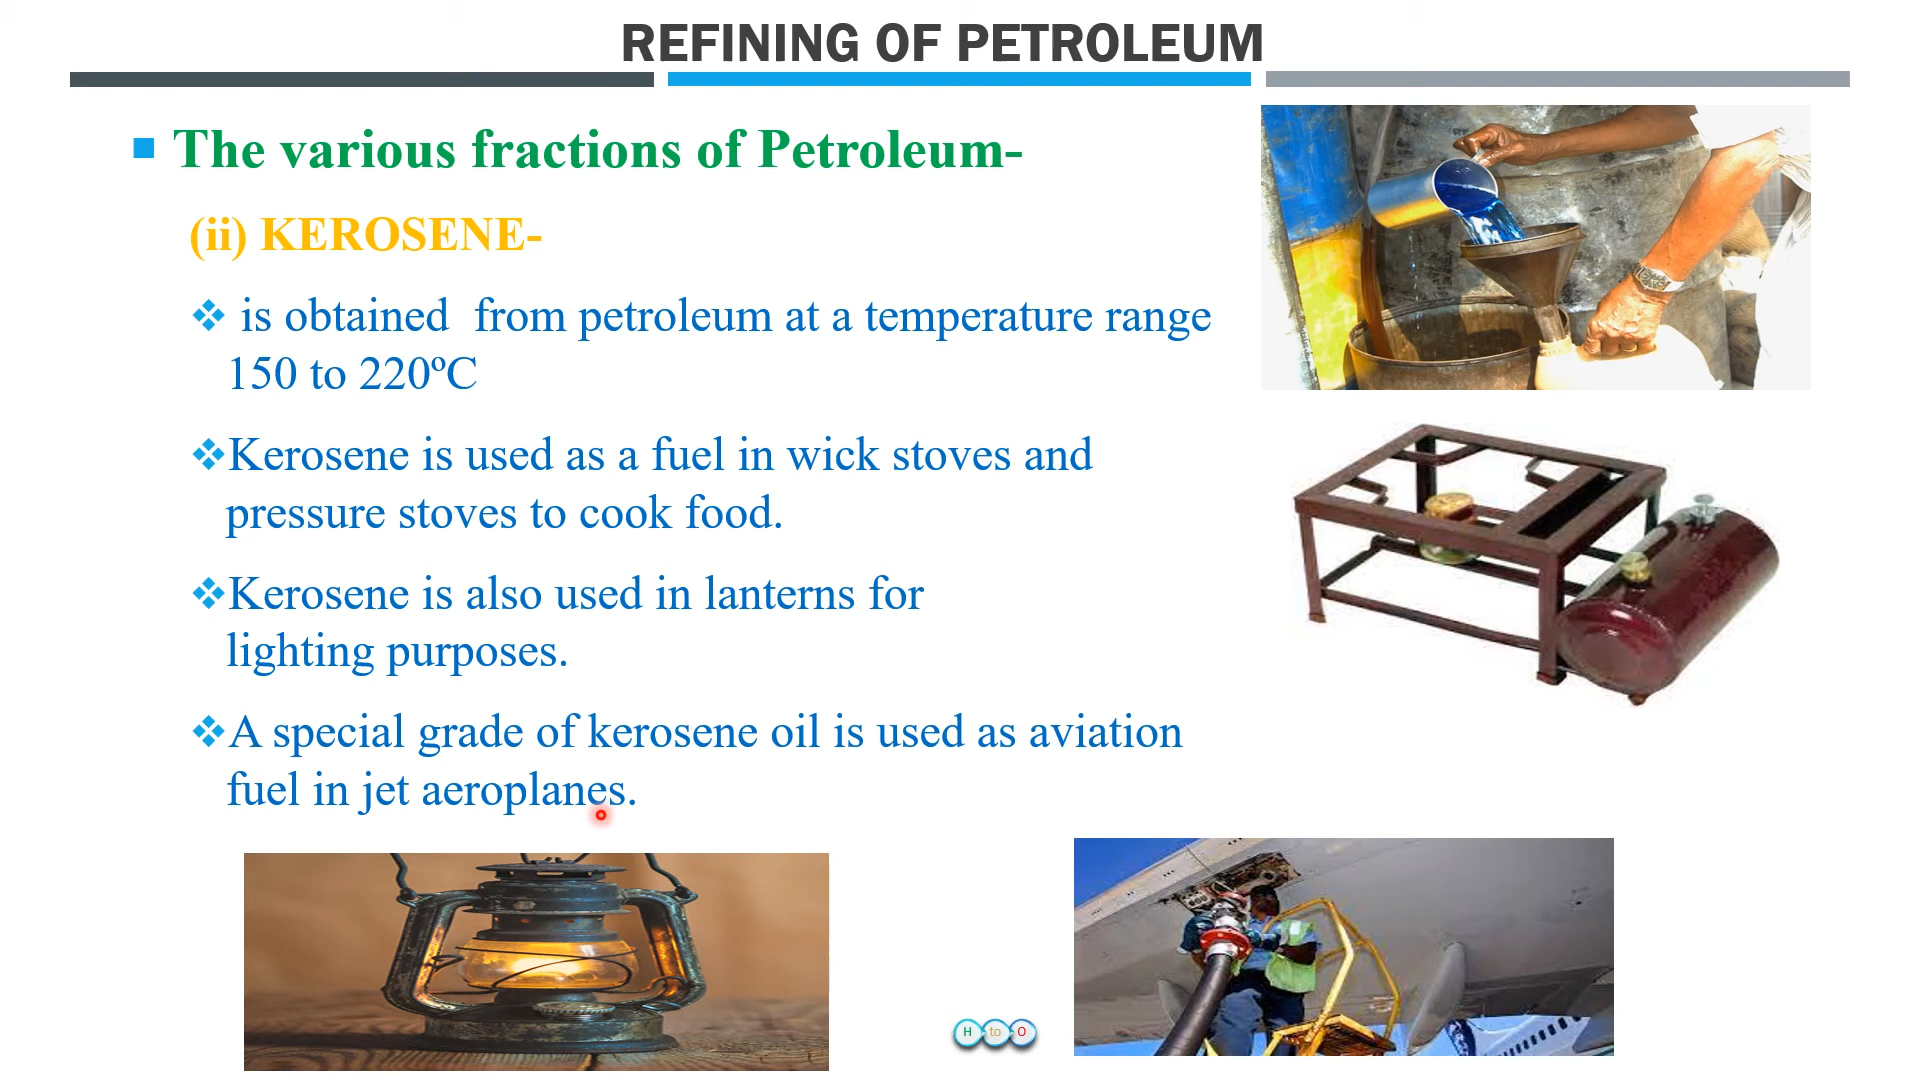 REFINING OF PETROLEUM
The various fractions of Petroleum-
(ii) KEROSENE-
is obtained from petroleum at a temperature range
150 to 220ºC
Kerosene is used as a fuel in wick stoves and
pressure stoves to cook food.
Kerosene is also used in lanterns for
lighting purposes.
A special grade of kerosene oil is used as aviation
fuel in jet aeroplanes.
H to O